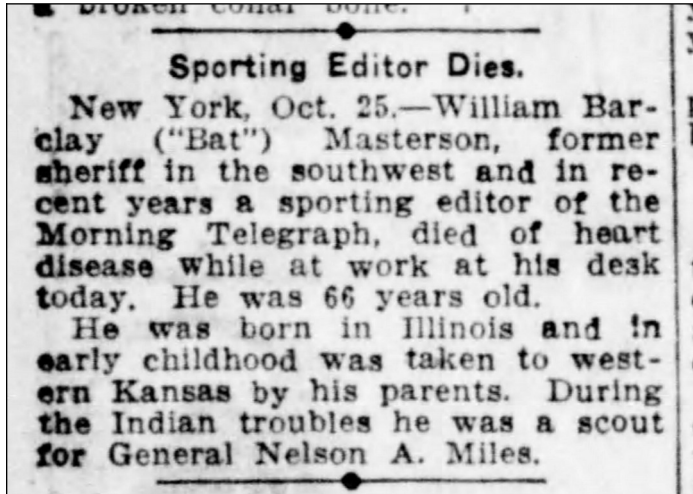 a broken collar bone.
Sporting Editor Dies.
New York, Oct. 25.—William Bar-
clay ("Bat") Masterson, former
sheriff in the southwest and in re-
cent years a sporting editor of the
Morning Telegraph, died of heart
disease while at work at his desk
today. He was 66 years old.
He was born in Illinois and in
early childhood was taken to west-
ern Kansas by his parents. During
the Indian troubles he was a scout
for General Nelson A. Miles.